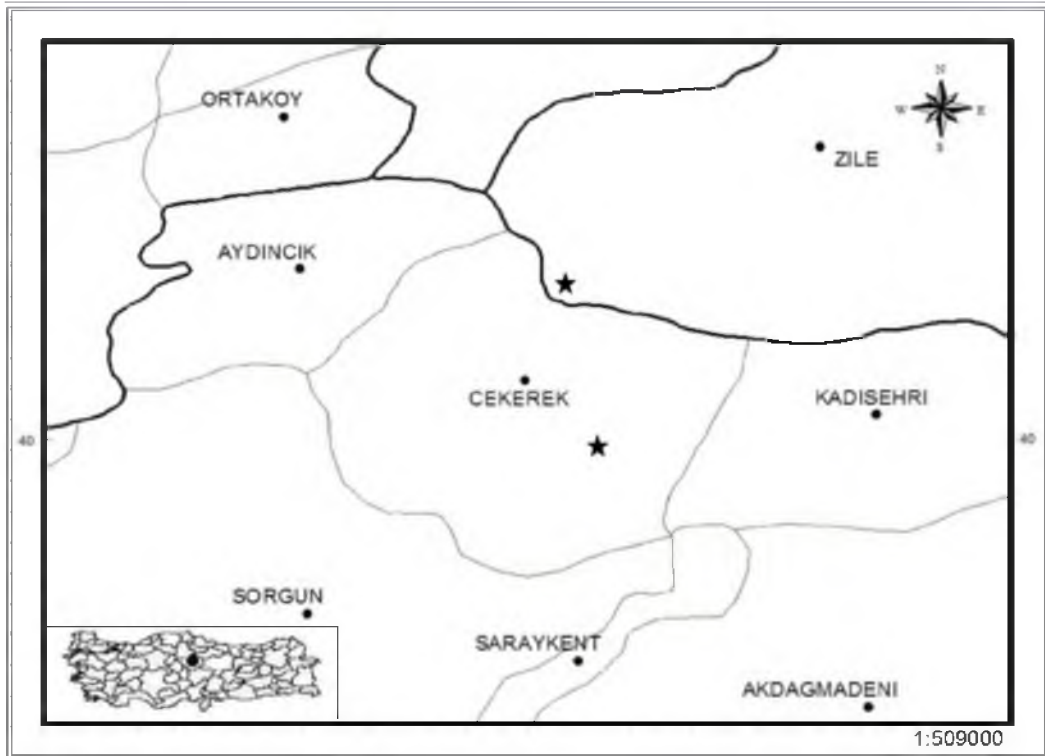 ORTAKOY
N
W
E
S
ZILE
AYDINCIK
CEKEREK
KADISEHRI
40
40
SORGUN
SARAYKENT
AKDAGMADENI
1:509000